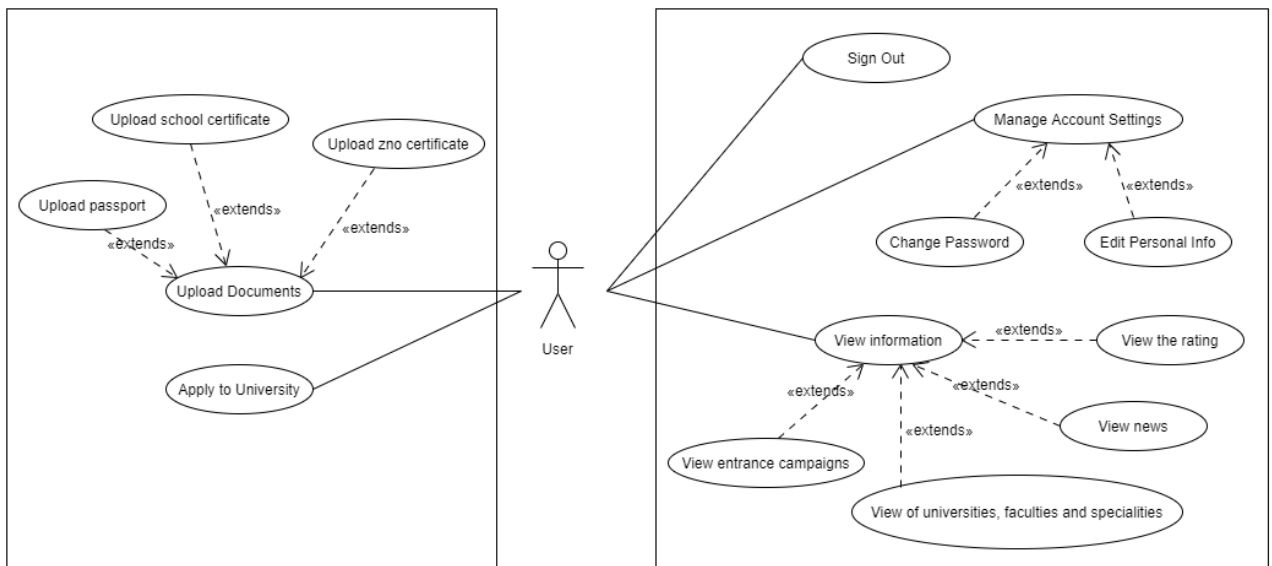 Sign Out
Upload school certificate
Manage Account Settings
Upload zno certificate
«extends»
«extends»
Upload passport
«extends»
«extends»
«extends»
Change Password
Edit Personal Info
Upload Documents
«extends»
User
View information
View the rating
Apply to University
«extends»
«extends»
«extends»
View news
View entrance campaigns
View of universities, faculties and specialities